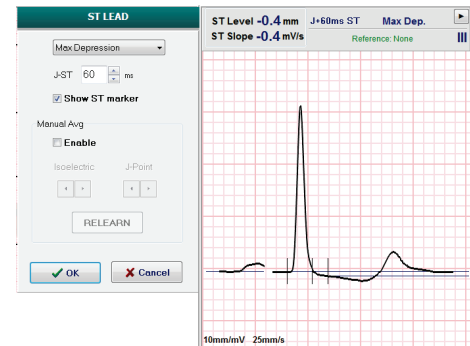 ST LEAD
Max Depression
J-ST 60 ms
Show ST marker
Manual Avg
Enable
Isoelectric J-Point
RELEARN
OK Cancel
ST Level -0.4 mm J+60ms ST Max Dep.
ST Slope -0.4 mV/s Reference: None
III
10mm/mV 25mm/s